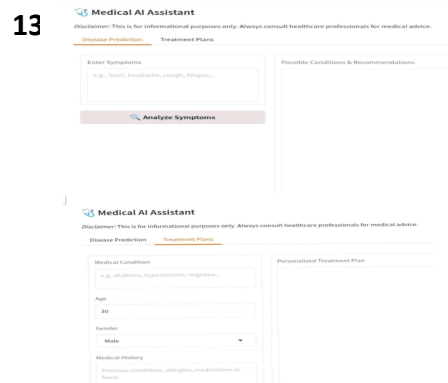 13
Medical AI Assistant
Disclaimer: This is for informational purposes only. Always consult healthcare professionals for medical advice.
Disease Prediction Treatment Plans
Enter Symptoms Possible Conditions & Recommendations
e.g., fever, headache, cough, fatigue...
Analyze Symptoms
Medical AI Assistant
Disclaimer: This is for informational purposes only. Always consult healthcare professionals for medical advice.
Disease Prediction Treatment Plans
Medical Condition Personalized Treatment Plan
e.g., diabetes, hypertension, migraine...
Age
30
Gender
Male
Medical History
Previous conditions, allergies, medications or
None